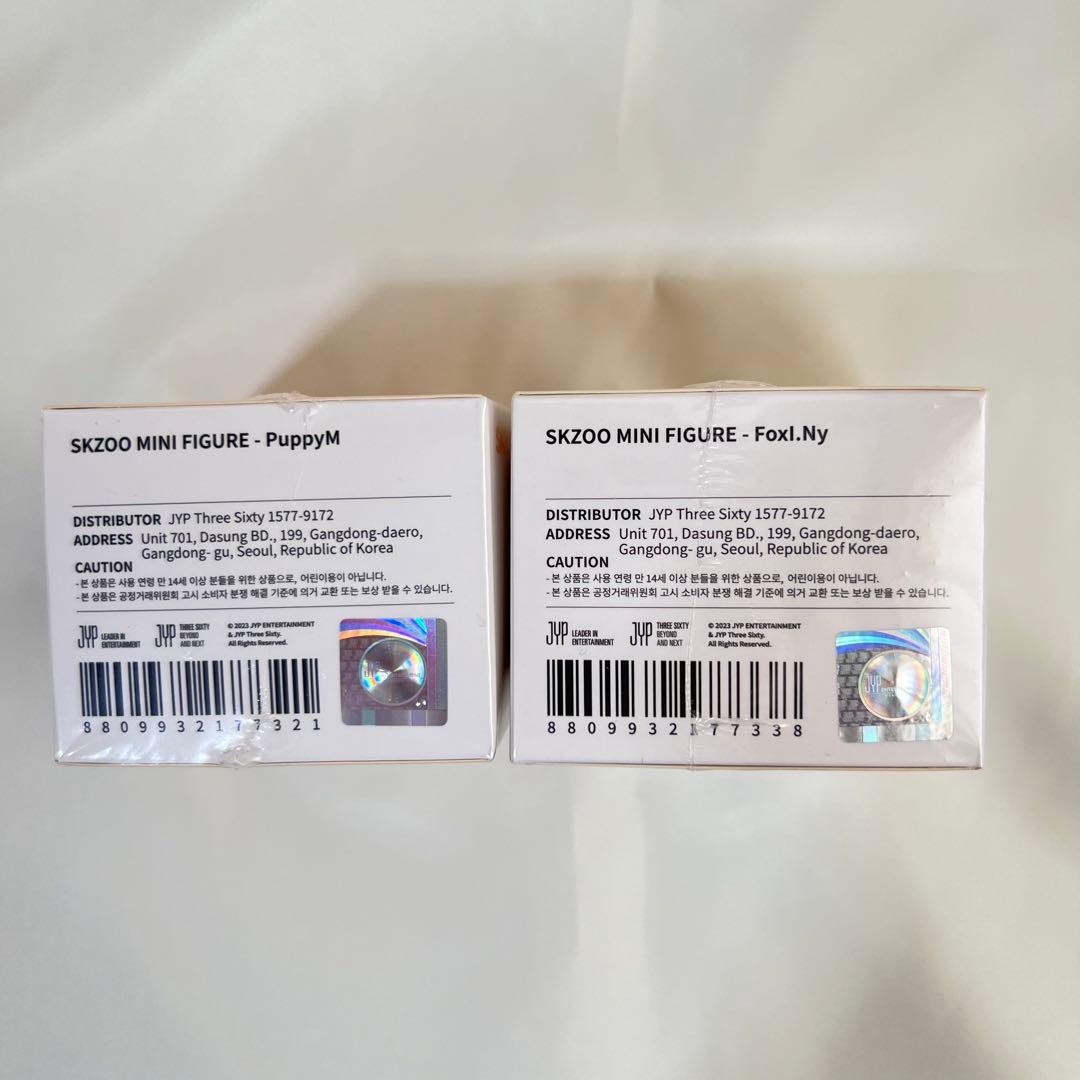 SKZOO MINI FIGURE - PuppyM
DISTRIBUTOR JYP Three Sixty 1577-9172
ADDRESS Unit 701, Dasung BD., 199, Gangdong-daero,
Gangdong- gu, Seoul, Republic of Korea
CAUTION
- 본 상품은 사용 연령 만 14세 이상 분들을 위한 상품으로, 어린이용이 아닙니다.
- 본 상품은 공정거래위원회 고시 소비자 분쟁 해결 기준에 의거 교환 또는 보상 받을 수 있습니다.
JYP LEADER IN
ENTERTAINMENT
JYP THREE SIXTY
BEYOND
AND NEXT
© 2023 JYP ENTERTAINMENT
& JYP Three Sixty.
All Rights Reserved.
8809932177321
JYP
SKZOO MINI FIGURE - FoxI.Ny
DISTRIBUTOR JYP Three Sixty 1577-9172
ADDRESS Unit 701, Dasung BD., 199, Gangdong-daero,
Gangdong- gu, Seoul, Republic of Korea
CAUTION
- 본 상품은 사용 연령 만 14세 이상 분들을 위한 상품으로, 어린이용이 아닙니다.
- 본 상품은 공정거래위원회 고시 소비자 분쟁 해결 기준에 의거 교환 또는 보상 받을 수 있습니다.
JYP LEADER IN
ENTERTAINMENT
JYP THREE SIXTY
BEYOND
AND NEXT
© 2023 JYP ENTERTAINMENT
& JYP Three Sixty.
All Rights Reserved.
8809932177338
JYP